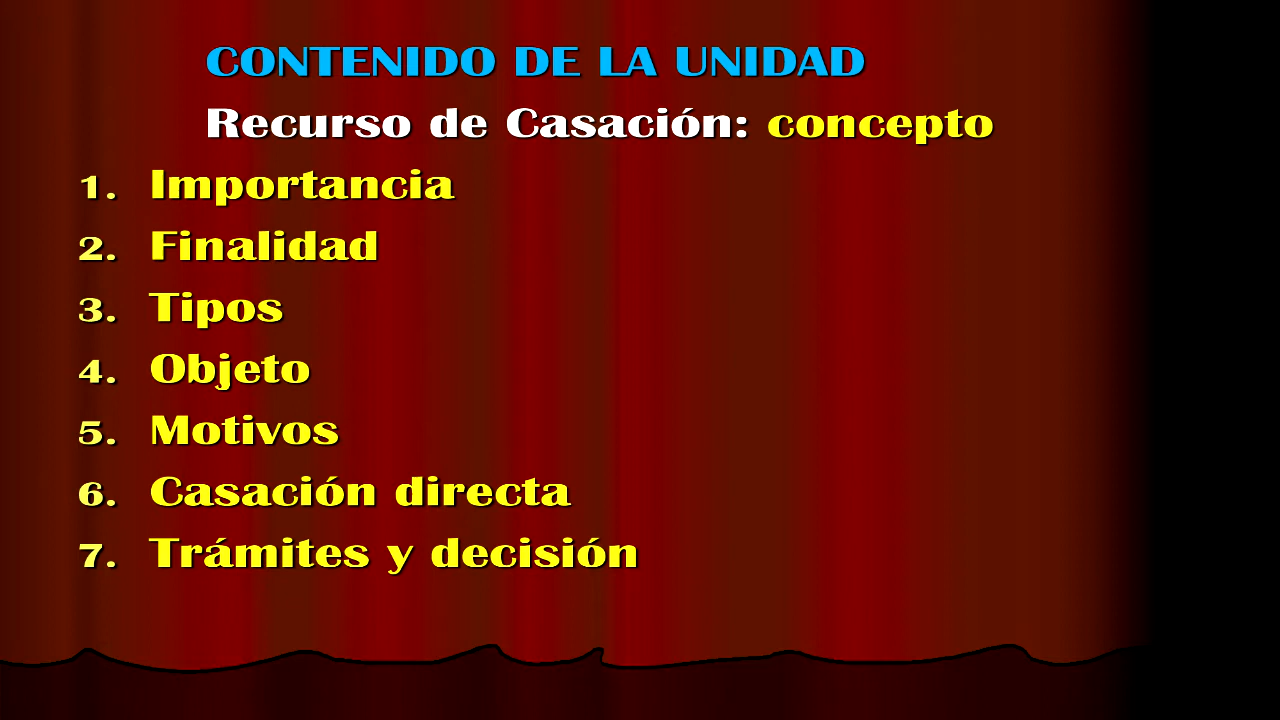 CONTENIDO DE LA UNIDAD
Recurso de Casación: concepto
1. Importancia
2. Finalidad
3. Tipos
4. Objeto
5. Motivos
6. Casación directa
7. Trámites y decisión